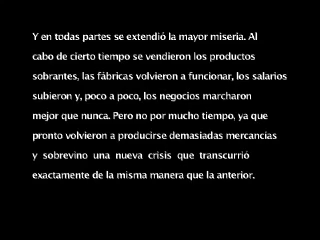 Y en todas partes se extendió la mayor miseria. Al
cabo de cierto tiempo se vendieron los productos
sobrantes, las fábricas volvieron a funcionar, los salarios
subieron y, poco a poco, los negocios marcharon
mejor que nunca. Pero no por mucho tiempo, ya que
pronto volvieron a producirse demasiadas mercancías
y sobrevino una nueva crisis que transcurrió
exactamente de la misma manera que la anterior.